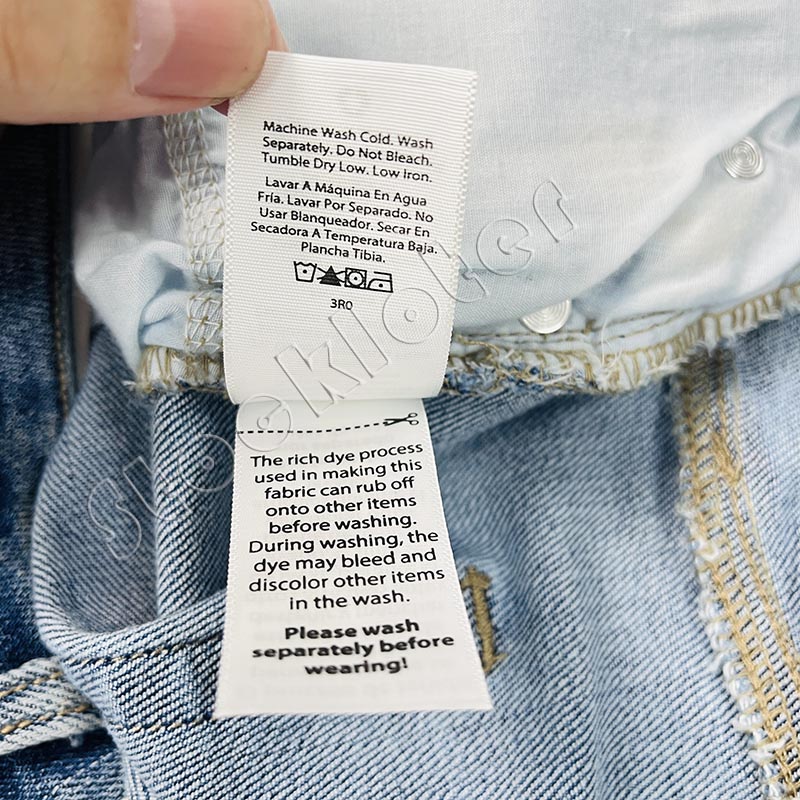 Machine Wash Cold. Wash
Separately. Do Not Bleach.
Tumble Dry Low. Low Iron.
Lavar A Máquina En Agua
Fría. Lavar Por Separado. No
Usar Blanqueador. Secar En
Secadora A Temperatura Baja.
Plancha Tibia.
3R0
The rich dye process
used in making this
fabric can rub off
onto other items
before washing.
During washing, the
dye may bleed and
discolor other items
in the wash.
Please wash
separately before
wearing!
stockloter